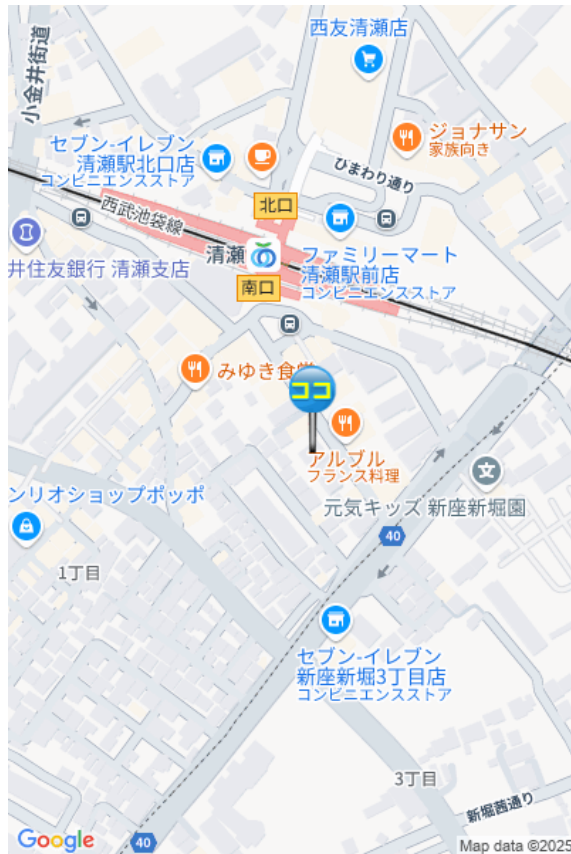 西友清瀬店
小金井街道
ジョナサン
家族向き
セブン-イレブン
清瀬駅北口店
コンビニエンスストア
ひまわり通り
北口
西武池袋線
清瀬
ファミリーマート
清瀬駅前店
コンビニエンスストア
井住友銀行 清瀬支店
南口
みゆき食堂
ココ
アルブル
フランス料理
ンリオショップポッポ
元気キッズ 新座新堀園
40
1丁目
セブン-イレブン
新座新堀3丁目店
コンビニエンスストア
3丁目
新堀茜通り
40
Google
Map data ©2025